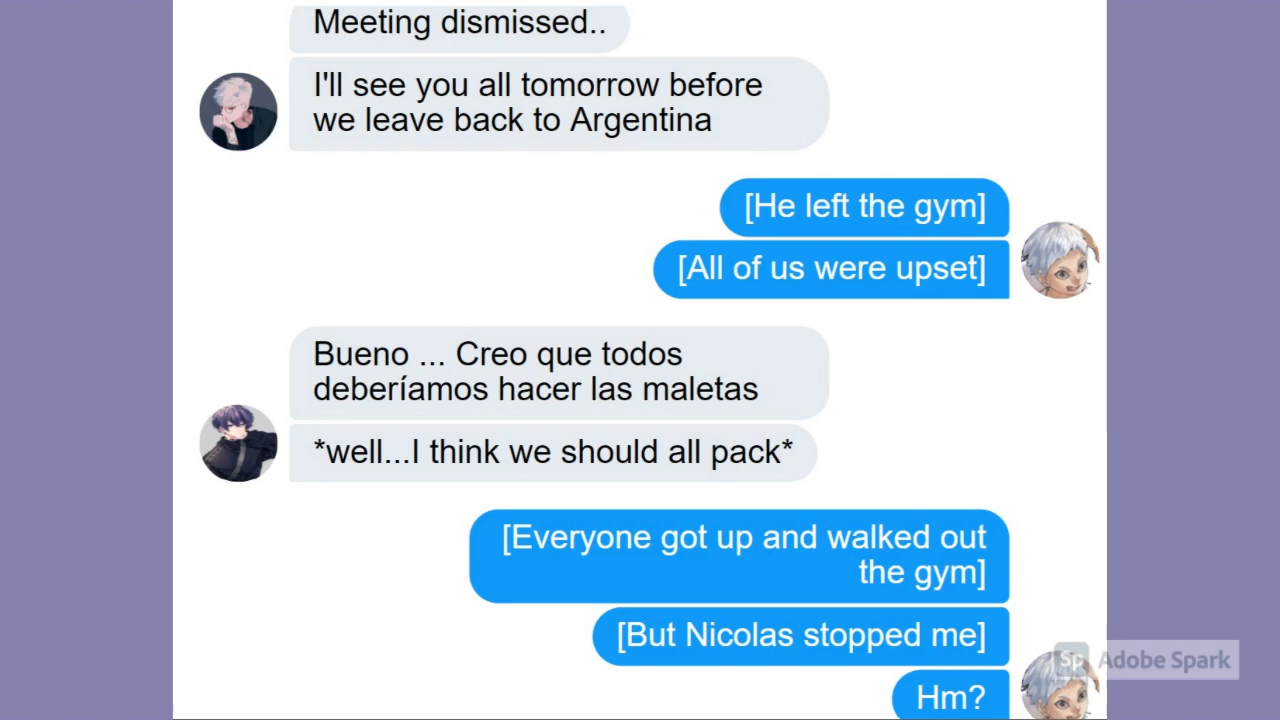 Meeting dismissed..
I'll see you all tomorrow before
we leave back to Argentina
[He left the gym]
[All of us were upset]
Bueno ... Creo que todos
deberíamos hacer las maletas
*well...I think we should all pack*
[Everyone got up and walked out
the gym]
[But Nicolas stopped me]
Sp Adobe Spark
Hm?